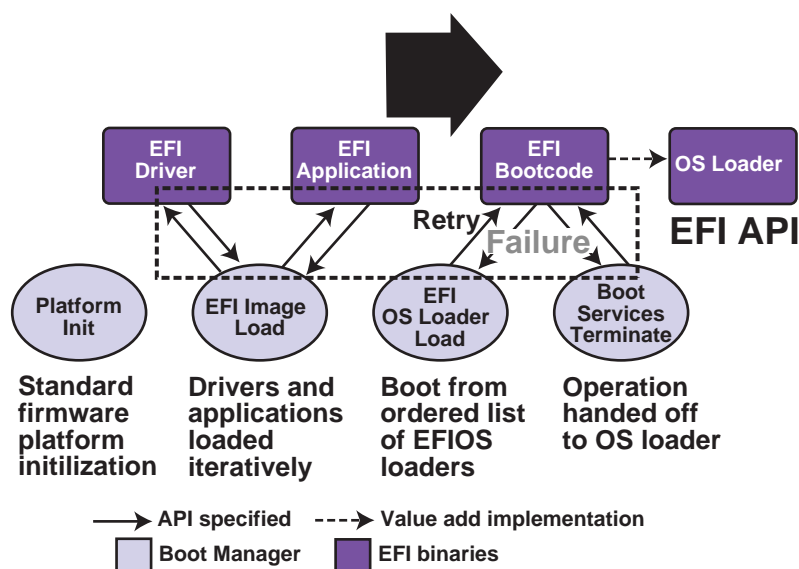 EFI
Driver
EFI
Application
EFI
Bootcode
OS Loader
Retry
Failure
EFI API
Platform
Init
EFI Image
Load
EFI
OS Loader
Load
Boot
Services
Terminate
Standard
firmware
platform
initilization
Drivers and
applications
loaded
iteratively
Boot from
ordered list
of EFIOS
loaders
Operation
handed off
to OS loader
API specified
Value add implementation
Boot Manager
EFI binaries